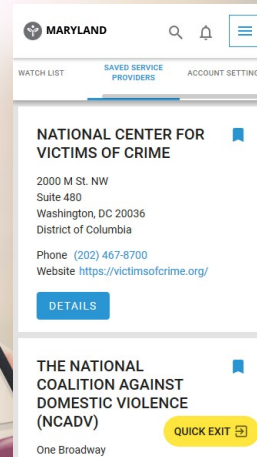 MARYLAND
WATCH LIST
SAVED SERVICE
PROVIDERS
ACCOUNT SETTING
NATIONAL CENTER FOR
VICTIMS OF CRIME
2000 M St. NW
Suite 480
Washington, DC 20036
District of Columbia
Phone (202) 467-8700
Website https://victimsofcrime.org/
DETAILS
THE NATIONAL
COALITION AGAINST
DOMESTIC VIOLENCE
(NCADV)
QUICK EXIT
One Broadway